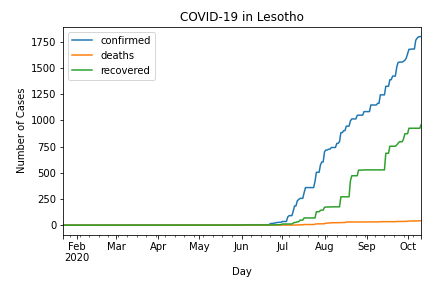 COVID-19 in Lesotho
confirmed
deaths
recovered
Number of Cases
1750
1500
1250
1000
750
500
250
0
Feb Mar Apr May Jun Jul Aug Sep Oct
2020
Day